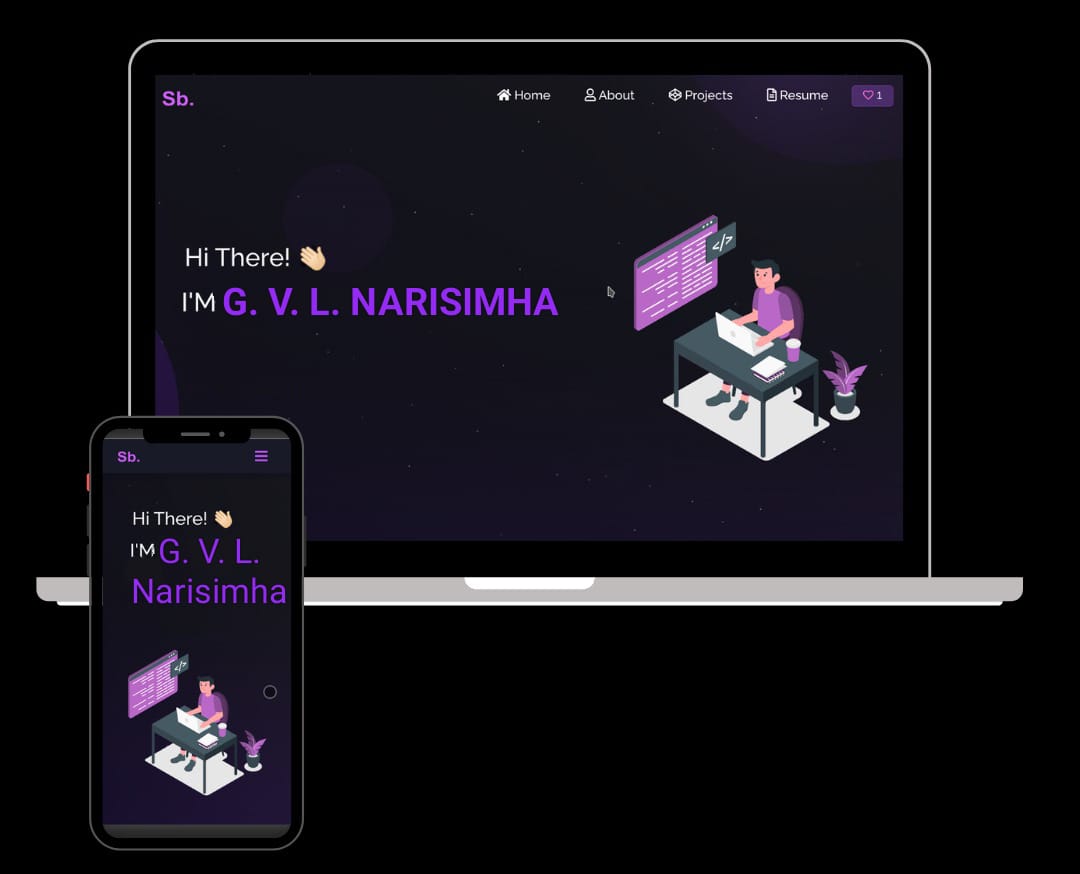 Sb.
Home About Projects Resume 1
</>
Hi There! 👋🏻
I'M G. V. L. NARISIMHA
Sb.
Hi There! 👋🏻
I'M G. V. L.
Narisimha
</>